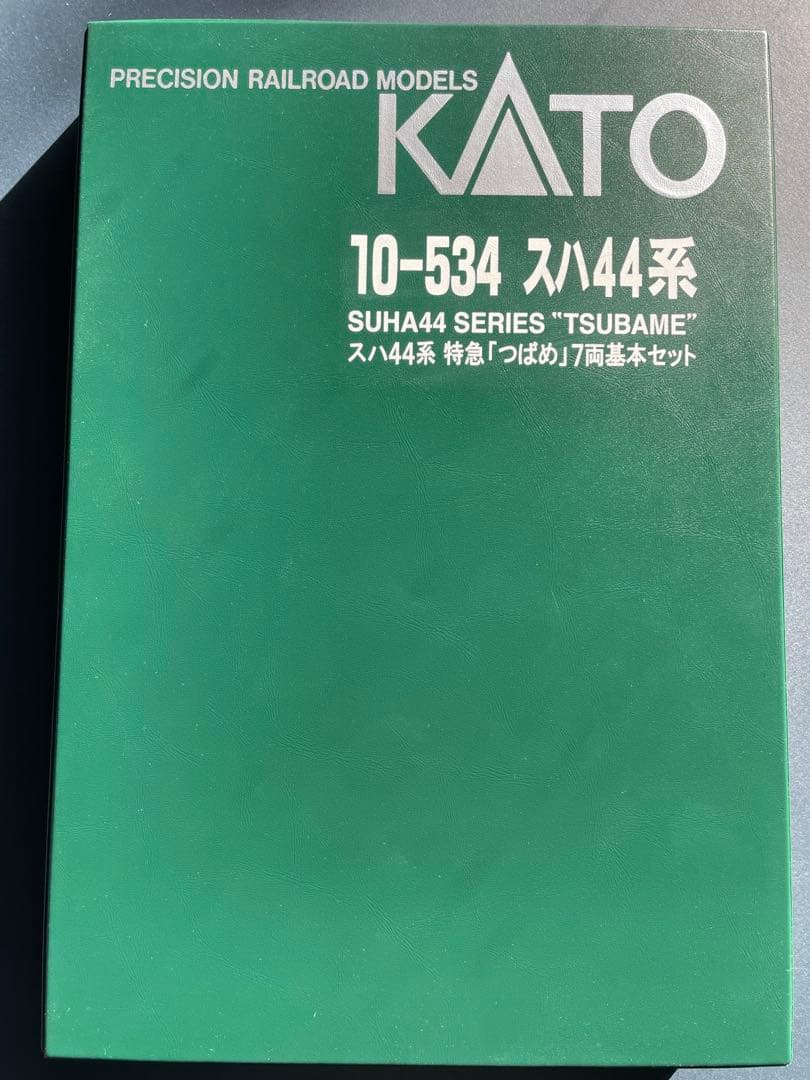 PRECISION RAILROAD MODELS
KATO
10-534 スハ44系
SUHA44 SERIES "TSUBAME"
スハ44系 特急「つばめ」7両基本セット